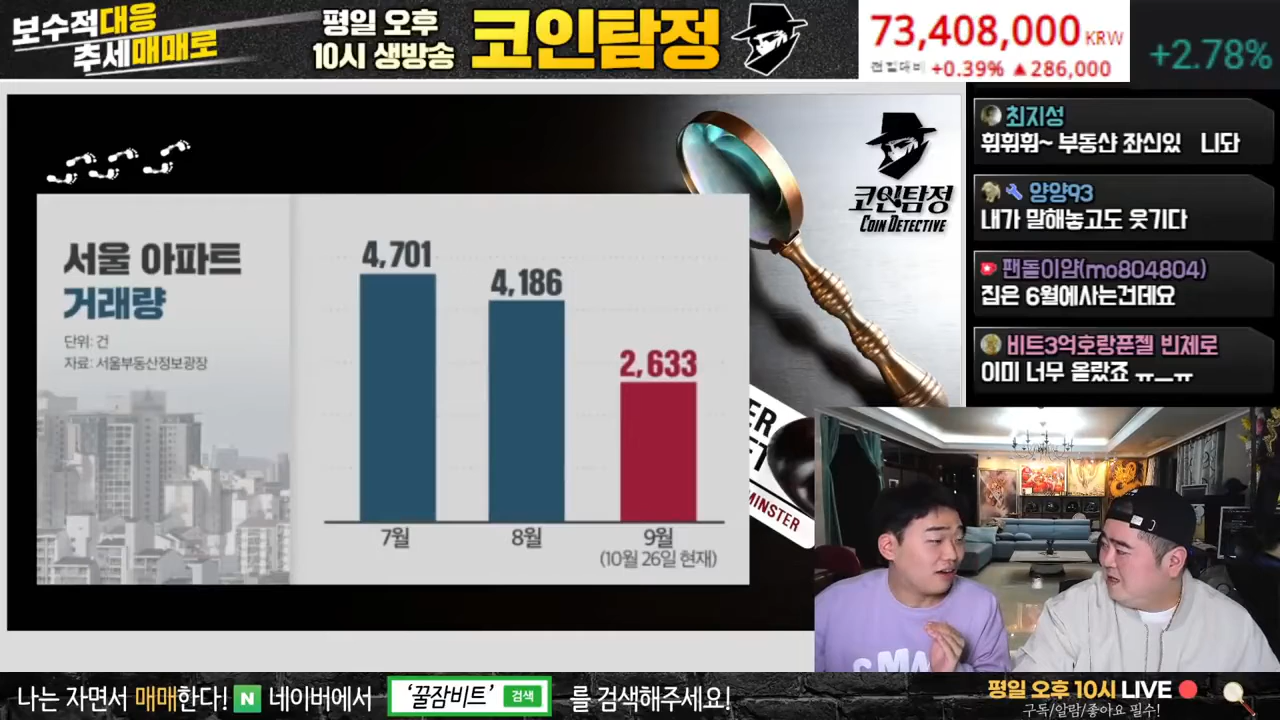 보수적대응
추세매매로
평일 오후
10시 생방송
코인탐정
73,408,000 KRW
전일대비 +0.39% ▲286,000
+2.78%
코인탐정
COIN DETECTIVE
서울 아파트
거래량
단위: 건
자료: 서울부동산정보광장
4,701
4,186
2,633
7월
8월
9월
(10월 26일 현재)
최지성
휘휘휘~ 부동산 좌신있 니돠
양양93
내가 말해놓고도 웃기다
팬돌이얌(mo804804)
집은 6월에사는건데요
비트3억호랑푼젤 빈체로
이미 너무 올랐죠 ㅠㅡㅠ
ER
MINSTER
나는 자면서 매매한다! N 네이버에서 '꿀잠비트' 검색 를 검색해주세요!
평일 오후 10시 LIVE
구독/알람/좋아요 필수!